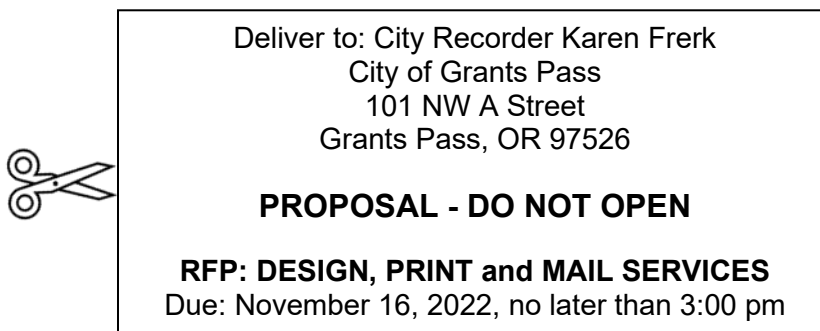 Deliver to: City Recorder Karen Frerk
City of Grants Pass
101 NW A Street
Grants Pass, OR 97526
PROPOSAL - DO NOT OPEN
RFP: DESIGN, PRINT and MAIL SERVICES
Due: November 16, 2022, no later than 3:00 pm